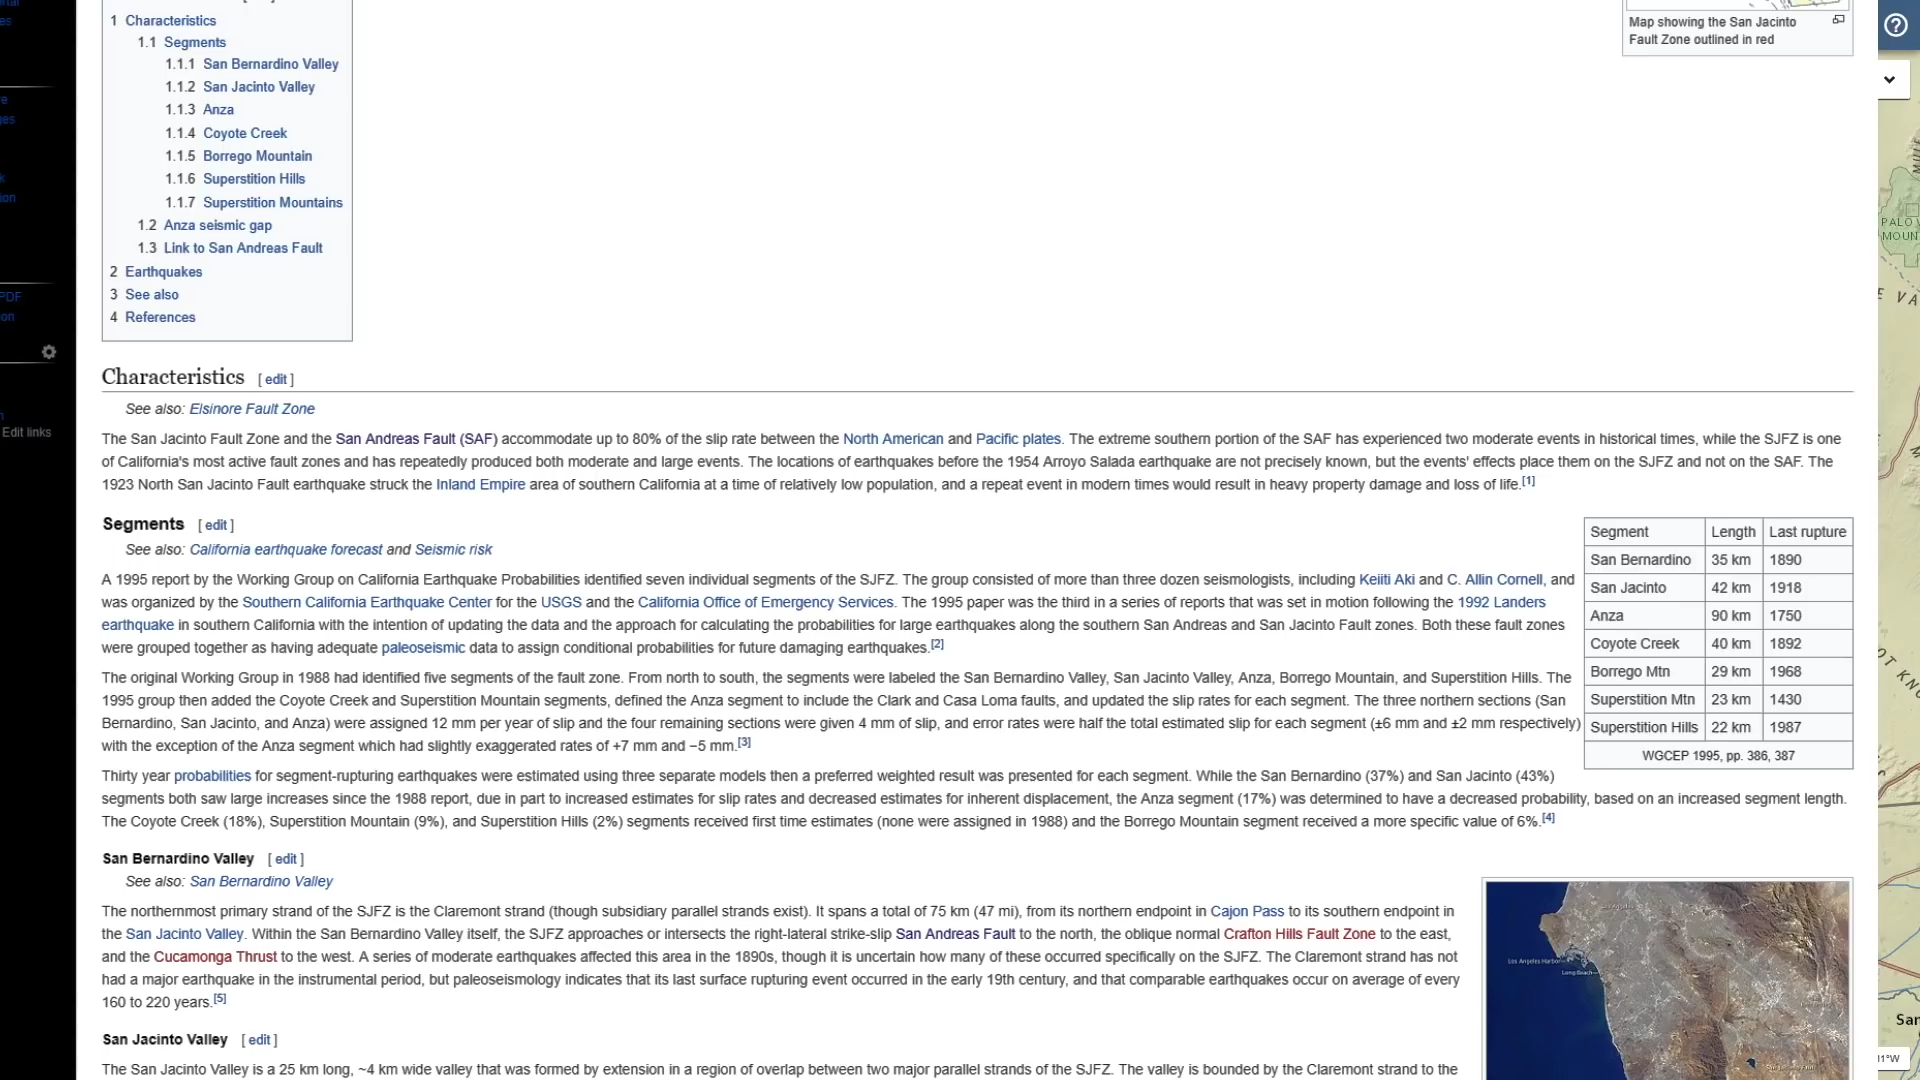 1 Characteristics
1.1 Segments
1.1.1 San Bernardino Valley
1.1.2 San Jacinto Valley
1.1.3 Anza
1.1.4 Coyote Creek
1.1.5 Borrego Mountain
1.1.6 Superstition Hills
1.1.7 Superstition Mountains
1.2 Anza seismic gap
1.3 Link to San Andreas Fault
2 Earthquakes
3 See also
4 References
Map showing the San Jacinto
Fault Zone outlined in red
PDF
Edit links
Characteristics [ edit ]
See also: Elsinore Fault Zone
The San Jacinto Fault Zone and the San Andreas Fault (SAF) accommodate up to 80% of the slip rate between the North American and Pacific plates. The extreme southern portion of the SAF has experienced two moderate events in historical times, while the SJFZ is one
of California's most active fault zones and has repeatedly produced both moderate and large events. The locations of earthquakes before the 1954 Arroyo Salada earthquake are not precisely known, but the events' effects place them on the SJFZ and not on the SAF. The
1923 North San Jacinto Fault earthquake struck the Inland Empire area of southern California at a time of relatively low population, and a repeat event in modern times would result in heavy property damage and loss of life.[1]
Segments [ edit ]
See also: California earthquake forecast and Seismic risk
A 1995 report by the Working Group on California Earthquake Probabilities identified seven individual segments of the SJFZ. The group consisted of more than three dozen seismologists, including Keiiti Aki and C. Allin Cornell, and
was organized by the Southern California Earthquake Center for the USGS and the California Office of Emergency Services. The 1995 paper was the third in a series of reports that was set in motion following the 1992 Landers
earthquake in southern California with the intention of updating the data and the approach for calculating the probabilities for large earthquakes along the southern San Andreas and San Jacinto Fault zones. Both these fault zones
were grouped together as having adequate paleoseismic data to assign conditional probabilities for future damaging earthquakes.[2]
The original Working Group in 1988 had identified five segments of the fault zone. From north to south, the segments were labeled the San Bernardino Valley, San Jacinto Valley, Anza, Borrego Mountain, and Superstition Hills. The
1995 group then added the Coyote Creek and Superstition Mountain segments, defined the Anza segment to include the Clark and Casa Loma faults, and updated the slip rates for each segment. The three northern sections (San
Bernardino, San Jacinto, and Anza) were assigned 12 mm per year of slip and the four remaining sections were given 4 mm of slip, and error rates were half the total estimated slip for each segment (±6 mm and ±2 mm respectively)
with the exception of the Anza segment which had slightly exaggerated rates of +7 mm and −5 mm.[3]
Segment Length Last rupture
San Bernardino 35 km 1890
San Jacinto 42 km 1918
Anza 90 km 1750
Coyote Creek 40 km 1892
Borrego Mtn 29 km 1968
Superstition Mtn 23 km 1430
Superstition Hills 22 km 1987
WGCEP 1995, pp. 386, 387
Thirty year probabilities for segment-rupturing earthquakes were estimated using three separate models then a preferred weighted result was presented for each segment. While the San Bernardino (37%) and San Jacinto (43%)
segments both saw large increases since the 1988 report, due in part to increased estimates for slip rates and decreased estimates for inherent displacement, the Anza segment (17%) was determined to have a decreased probability, based on an increased segment length.
The Coyote Creek (18%), Superstition Mountain (9%), and Superstition Hills (2%) segments received first time estimates (none were assigned in 1988) and the Borrego Mountain segment received a more specific value of 6%.[4]
San Bernardino Valley [ edit ]
See also: San Bernardino Valley
The northernmost primary strand of the SJFZ is the Claremont strand (though subsidiary parallel strands exist). It spans a total of 75 km (47 mi), from its northern endpoint in Cajon Pass to its southern endpoint in
the San Jacinto Valley. Within the San Bernardino Valley itself, the SJFZ approaches or intersects the right-lateral strike-slip San Andreas Fault to the north, the oblique normal Crafton Hills Fault Zone to the east,
and the Cucamonga Thrust to the west. A series of moderate earthquakes affected this area in the 1890s, though it is uncertain how many of these occurred specifically on the SJFZ. The Claremont strand has not
had a major earthquake in the instrumental period, but paleoseismology indicates that its last surface rupturing event occurred in the early 19th century, and that comparable earthquakes occur on average of every
160 to 220 years.[5]
Los Angeles Harbor
Long Beach
San Jacinto Valley [ edit ]
The San Jacinto Valley is a 25 km long, ~4 km wide valley that was formed by extension in a region of overlap between two major parallel strands of the SJFZ. The valley is bounded by the Claremont strand to the
PALO V
MOUN
E VA
OT KN
San
1°W